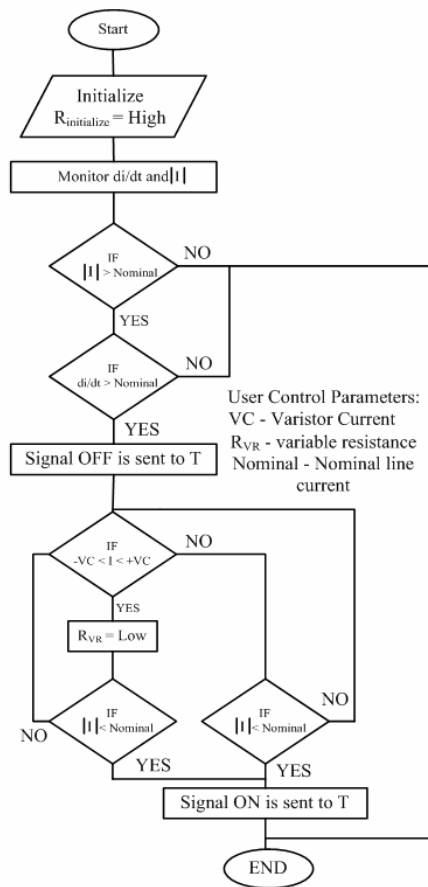 Start
Initialize
Rinitialize = High
Monitor di/dt and|I|
IF
|I| > Nominal
NO
YES
IF
di/dt > Nominal
NO
YES
User Control Parameters:
VC - Varistor Current
RVR - variable resistance
Nominal - Nominal line
current
Signal OFF is sent to T
IF
-VC < I < +VC
NO
YES
RVR = Low
IF
|I|< Nominal
NO
YES
IF
|I|< Nominal
NO
YES
Signal ON is sent to T
END